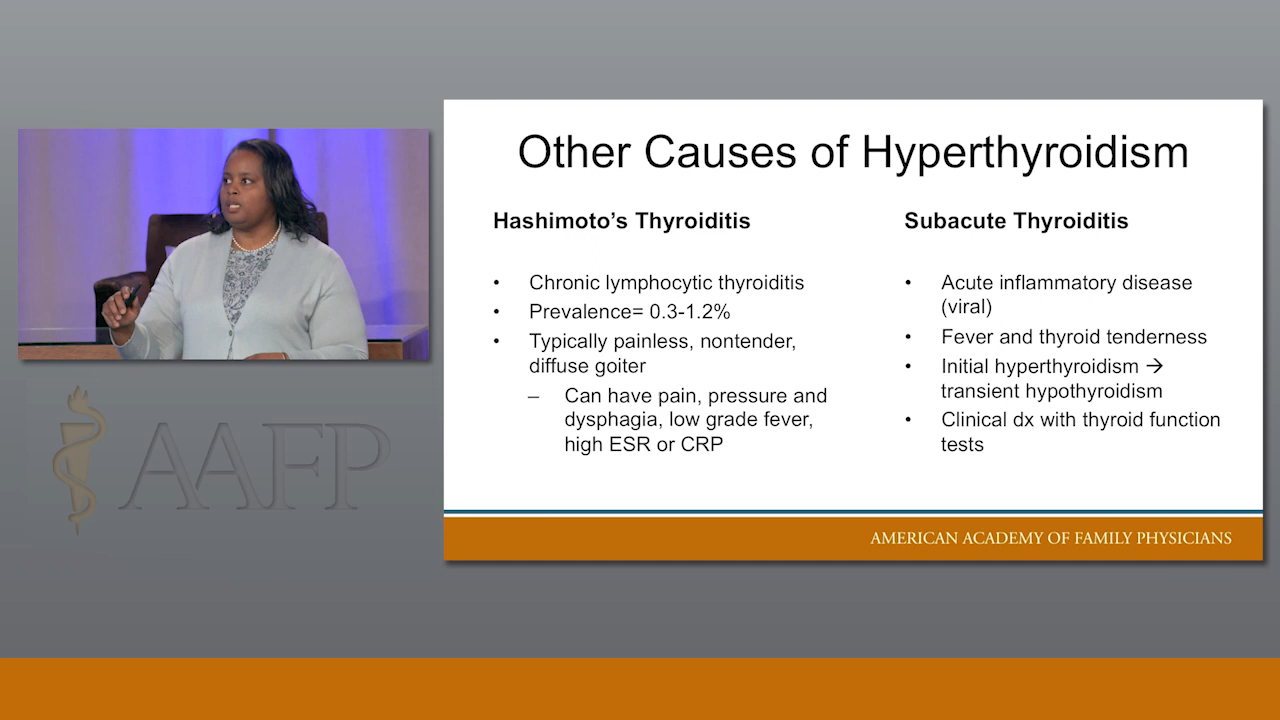 Other Causes of Hyperthyroidism
Hashimoto’s Thyroiditis
• Chronic lymphocytic thyroiditis
• Prevalence= 0.3-1.2%
• Typically painless, nontender,
diffuse goiter
– Can have pain, pressure and
dysphagia, low grade fever,
high ESR or CRP
Subacute Thyroiditis
• Acute inflammatory disease
(viral)
• Fever and thyroid tenderness
• Initial hyperthyroidism →
transient hypothyroidism
• Clinical dx with thyroid function
tests
AMERICAN ACADEMY OF FAMILY PHYSICIANS
AAFP